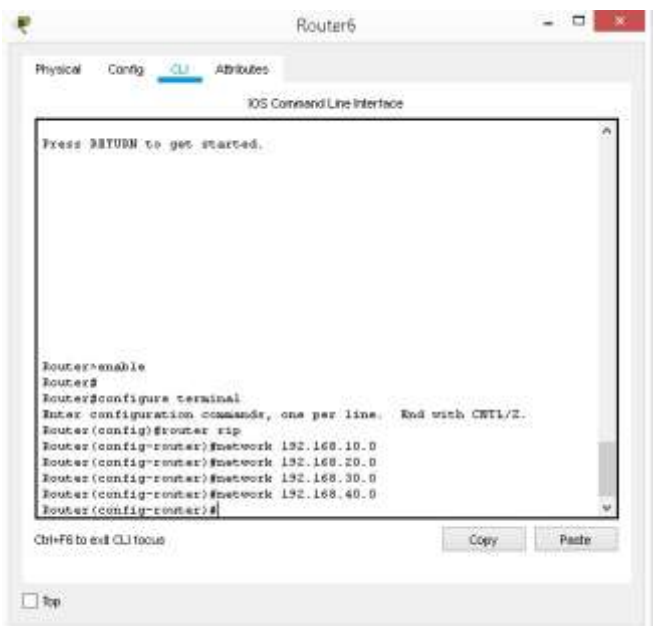 Router6
Physical Config CLI Attributes
IOS Command Line Interface
Press RETURN to get started.
Router>enable
Router#
Router#configure terminal
Enter configuration commands, one per line. End with CNTL/Z.
Router(config)#router rip
Router(config-router)#network 192.168.10.0
Router(config-router)#network 192.168.20.0
Router(config-router)#network 192.168.30.0
Router(config-router)#network 192.168.40.0
Router(config-router)#
Ctrl+F6 to exit CLI focus
Copy Paste
Top